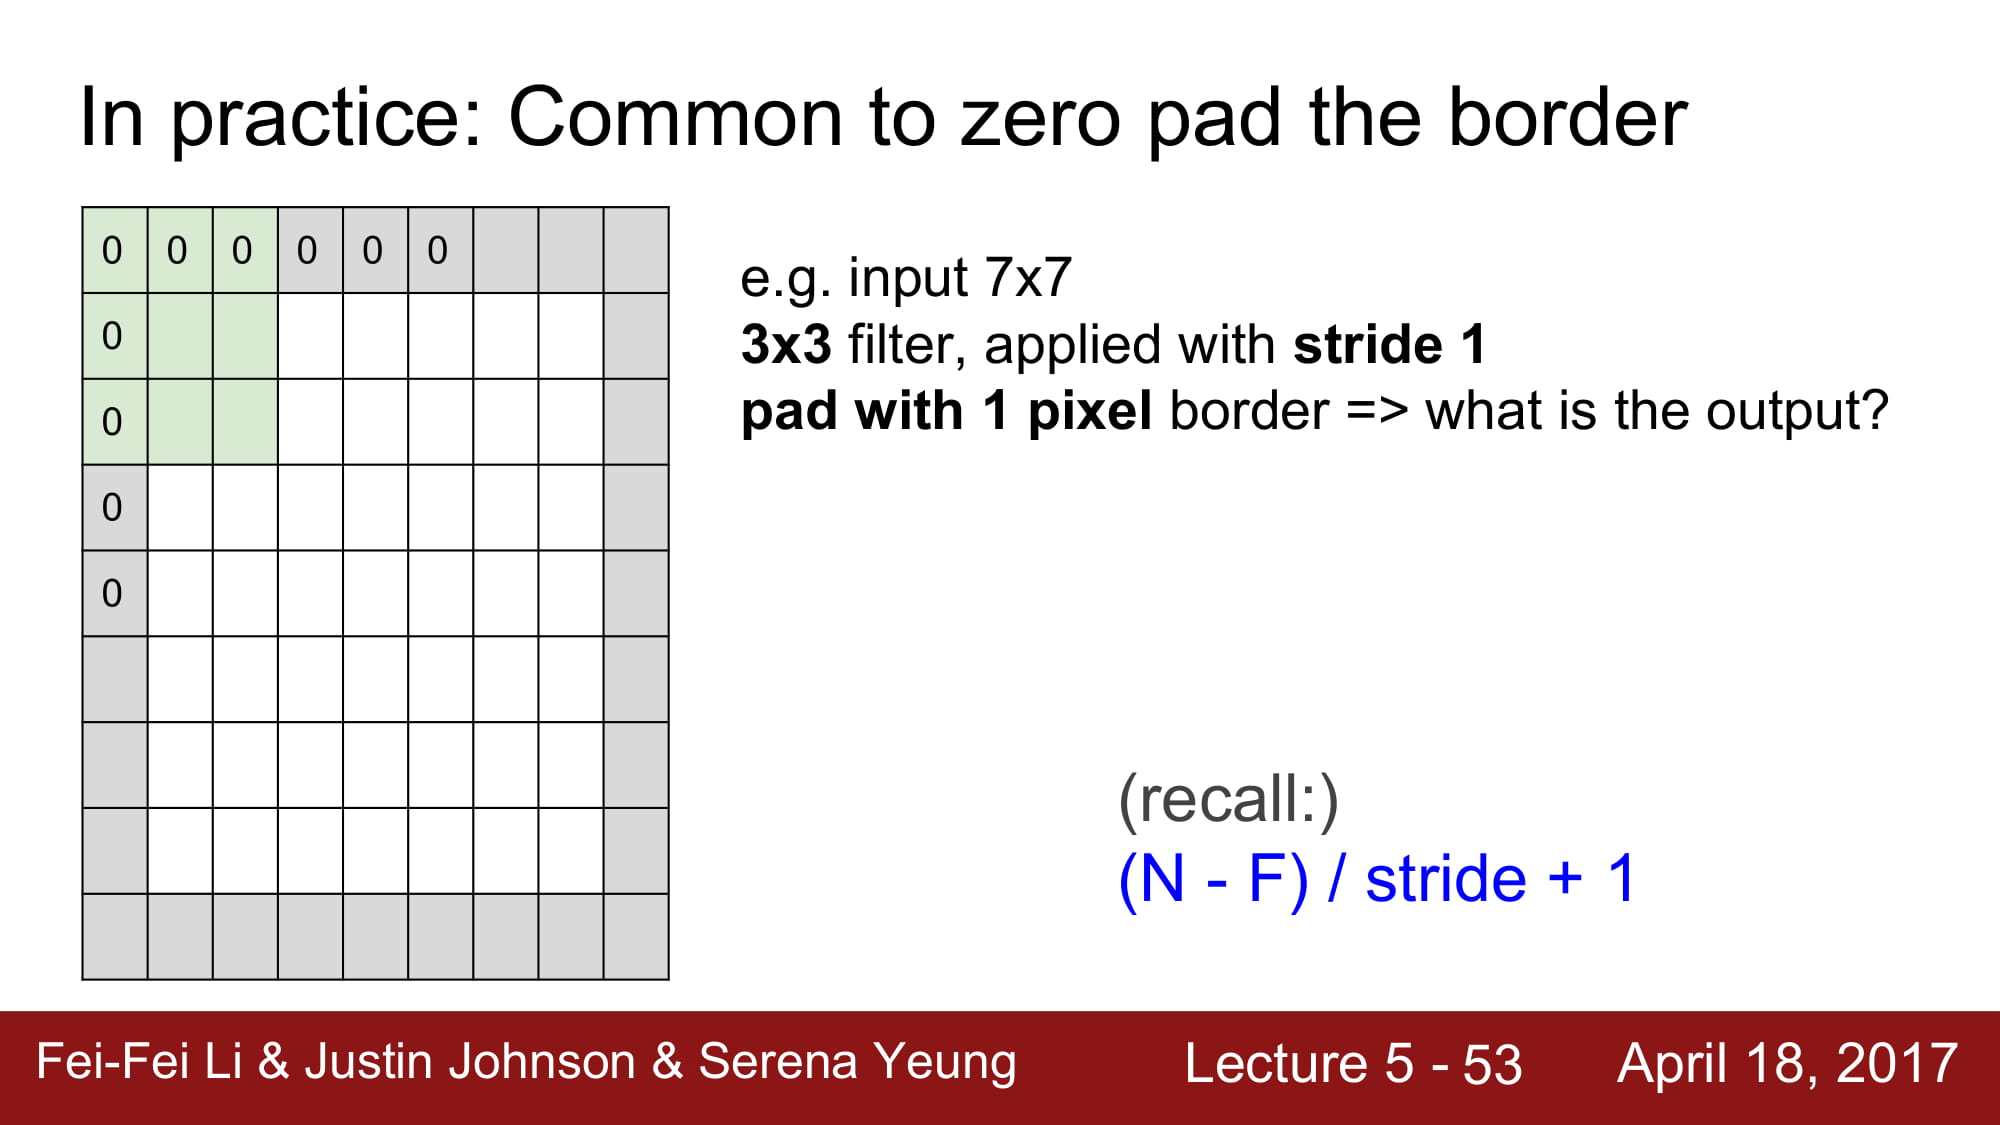 In practice: Common to zero pad the border
0 0 0 0 0 0
0
0
0
0
e.g. input 7x7
3x3 filter, applied with stride 1
pad with 1 pixel border => what is the output?
(recall:)
(N - F) / stride + 1
Fei-Fei Li & Justin Johnson & Serena Yeung Lecture 5 - 53 April 18, 2017